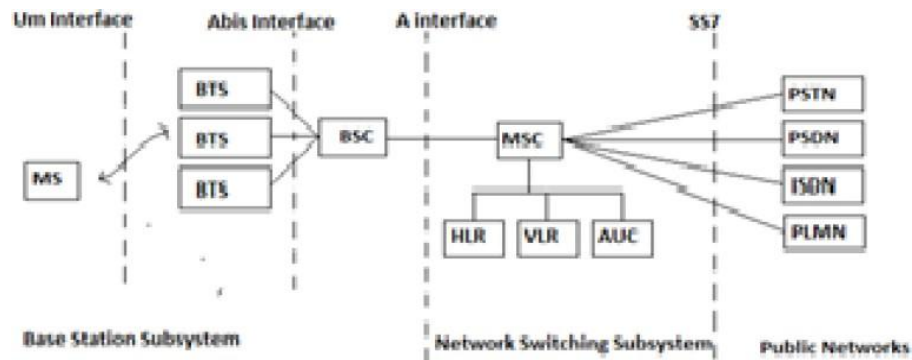 Um Interface Abis Interface A interface SS7
BTS
PSTN
BTS BSC MSC PSDN
MS
BTS ISDN
PLMN
HLR VLR AUC
Base Station Subsystem Network Switching Subsystem Public Networks